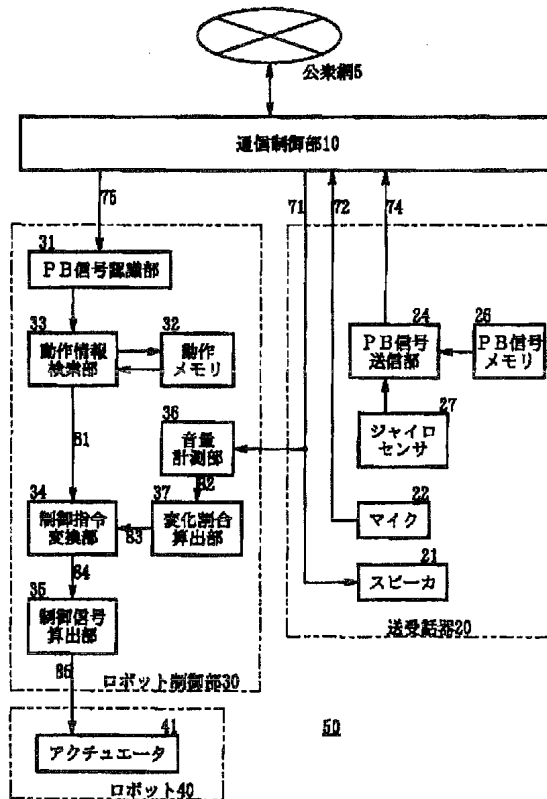 公衆網5
通信制御部10
75
71
72
74
31
PB信号認識部
33
動作情報
検索部
32
動作
メモリ
24
PB信号
送信部
26
PB信号
メモリ
27
ジャイロ
センサ
36
音量
計測部
81
82
34
制御指令
変換部
83
37
変化割合
算出部
22
マイク
84
21
スピーカ
35
制御信号
算出部
送受話器20
85
ロボット制御部30
41
アクチュエータ
50
ロボット40